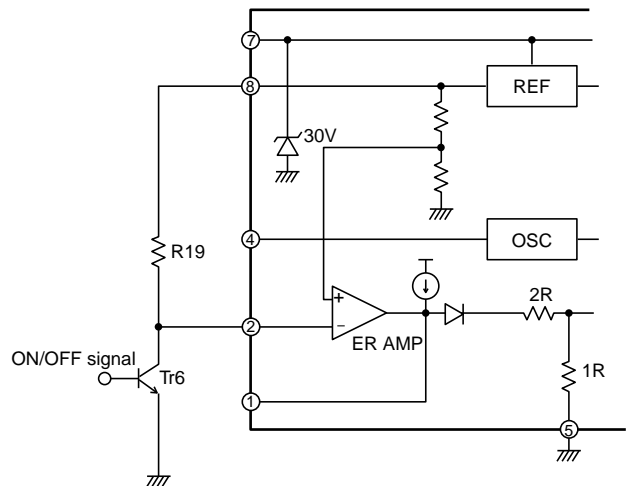 7
8
REF
30V
R19
4
OSC
2R
+
−
2
ER AMP
ON/OFF signal
Tr6
1R
1
5